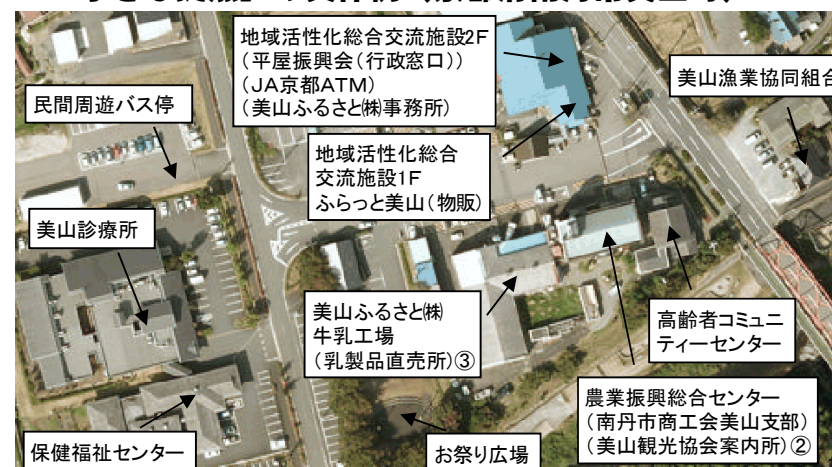 地域活性化総合交流施設2F
(平屋振興会(行政窓口))
(JA京都ATM)
(美山ふるさと㈱事務所)
美山漁業協同組合
民間周遊バス停
地域活性化総合
交流施設1F
ふらっと美山(物販)
美山診療所
美山ふるさと㈱
牛乳工場
(乳製品直売所)③
高齢者コミュニ
ティーセンター
農業振興総合センター
(南丹市商工会美山支部)
(美山観光協会案内所)②
保健福祉センター
お祭り広場